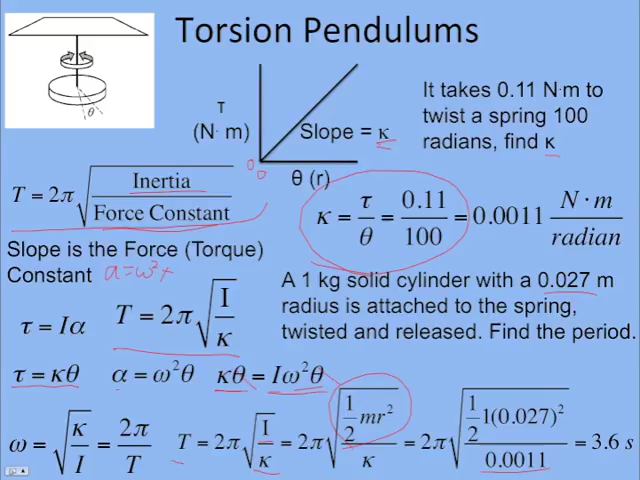 Torsion Pendulums
θ
τ
(N· m)
Slope = κ
θ (r)
It takes 0.11 N·m to
twist a spring 100
radians, find κ
T = 2π√(Inertia / Force Constant)
κ = τ/θ = 0.11/100 = 0.0011 N·m/radian
Slope is the Force (Torque)
Constant
τ = Iα
T = 2π√(I/κ)
A 1 kg solid cylinder with a 0.027 m
radius is attached to the spring,
twisted and released. Find the period.
τ = κθ
α = ω²θ
κθ = Iω²θ
ω = √(κ/I) = 2π/T
T = 2π√(I/κ) = 2π√(½mr²/κ) = 2π√(½1(0.027)²/0.0011) = 3.6 s